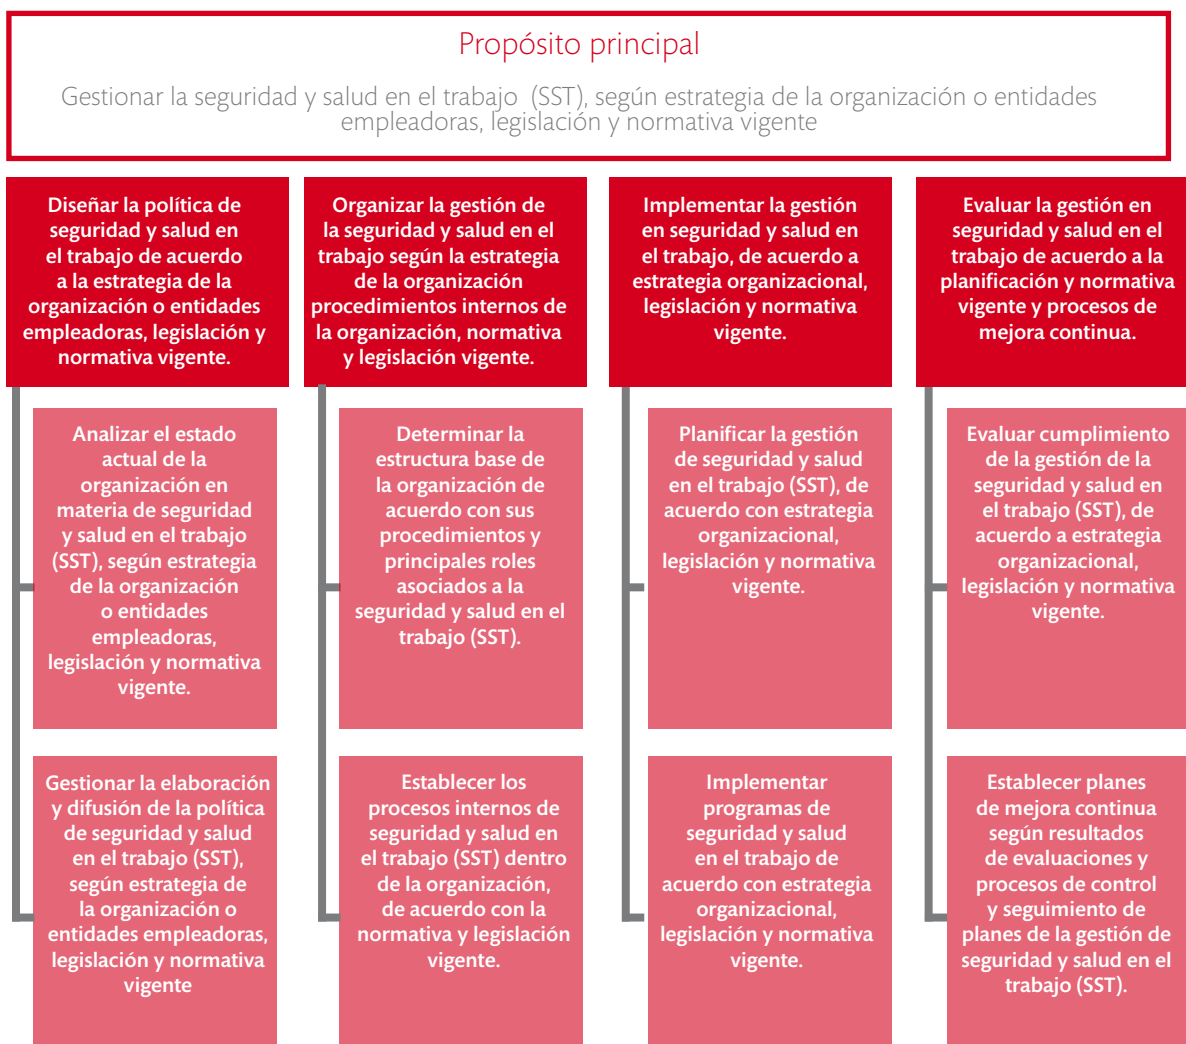 Propósito principal
Gestionar la seguridad y salud en el trabajo  (SST), según estrategia de la organización o entidades
empleadoras, legislación y normativa vigente
Diseñar la política de
seguridad y salud en
el trabajo de acuerdo
a la estrategia de la
organización o entidades
empleadoras, legislación y
normativa vigente.
Organizar la gestión de
la seguridad y salud en el
trabajo según la estrategia
de la organización
procedimientos internos de
la organización, normativa
y legislación vigente.
Implementar la gestión
en seguridad y salud en
el trabajo, de acuerdo a
estrategia organizacional,
legislación y normativa
vigente.
Evaluar la gestión en
seguridad y salud en el
trabajo de acuerdo a la
planificación y normativa
vigente y procesos de
mejora continua.
Analizar el estado
actual de la
organización en
materia de seguridad
y salud en el trabajo
(SST), según estrategia
de la organización
o entidades
empleadoras,
legislación y normativa
vigente.
Determinar la
estructura base de
la organización de
acuerdo con sus
procedimientos y
principales roles
asociados a la
seguridad y salud en el
trabajo (SST).
Planificar la gestión
de seguridad y salud
en el trabajo (SST), de
acuerdo con estrategia
organizacional,
legislación y normativa
vigente.
Evaluar cumplimiento
de la gestión de la
seguridad y salud en
el trabajo (SST), de
acuerdo a estrategia
organizacional,
legislación y normativa
vigente.
Gestionar la elaboración
y difusión de la política
de seguridad y salud
en el trabajo (SST),
según estrategia de
la organización o
entidades empleadoras,
legislación y normativa
vigente
Establecer los
procesos internos de
seguridad y salud en
el trabajo (SST) dentro
de la organización,
de acuerdo con la
normativa y legislación
vigente.
Implementar
programas de
seguridad y salud
en el trabajo de
acuerdo con estrategia
organizacional,
legislación y normativa
vigente.
Establecer planes
de mejora continua
según resultados
de evaluaciones y
procesos de control
y seguimiento de
planes de la gestión de
seguridad y salud en el
trabajo (SST).